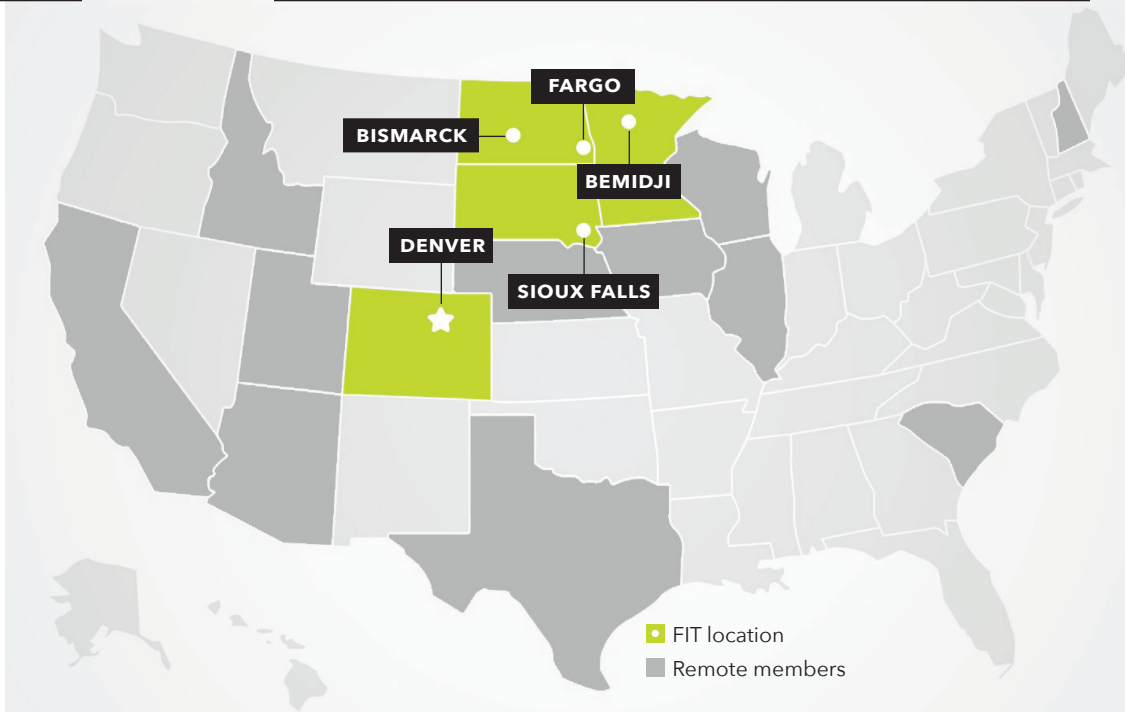 FARGO
BISMARCK
BEMIDJI
DENVER
SIOUX FALLS
FIT location
Remote members